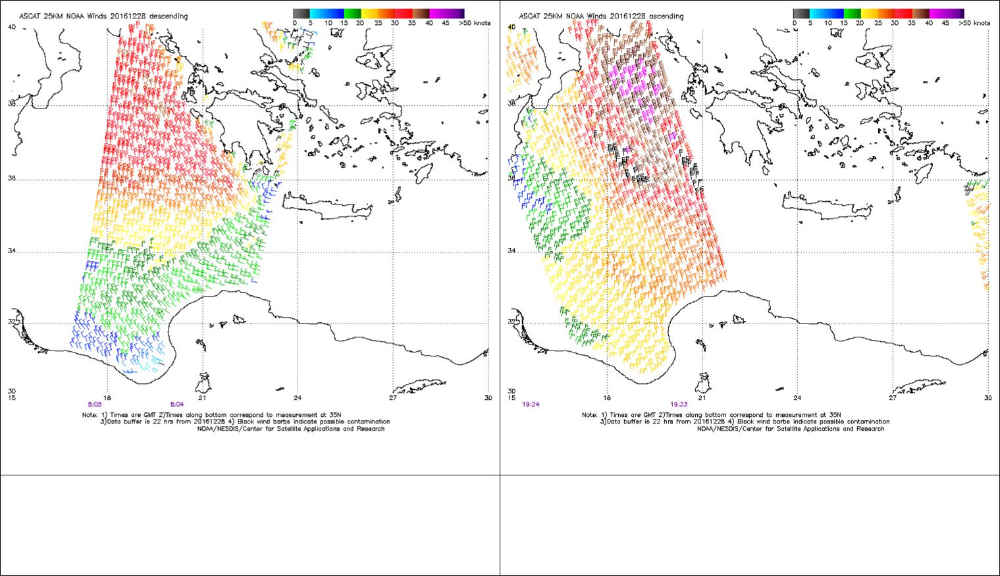 ASCAT 25KM NOAA Winds 20161228 descending
0 5 10 15 20 25 30 35 40 45 >50 knots
40
38
36
34
32
30
15 18 21 24 27 30
6:05 6:04
Note: 1) Times are GMT 2)Times along bottom correspond to measurement at 35N
3)Data buffer is 22 hrs from 20161228 4) Black wind barbs indicate possible contamination
NOAA/NESDIS/Center for Satellite Applications and Research
ASCAT 25KM NOAA Winds 20161228 ascending
0 5 10 15 20 25 30 35 40 45 >50 knots
40
38
36
34
32
30
15 18 21 24 27 30
19:24 19:23
Note: 1) Times are GMT 2)Times along bottom correspond to measurement at 35N
3)Data buffer is 22 hrs from 20161228 4) Black wind barbs indicate possible contamination
NOAA/NESDIS/Center for Satellite Applications and Research